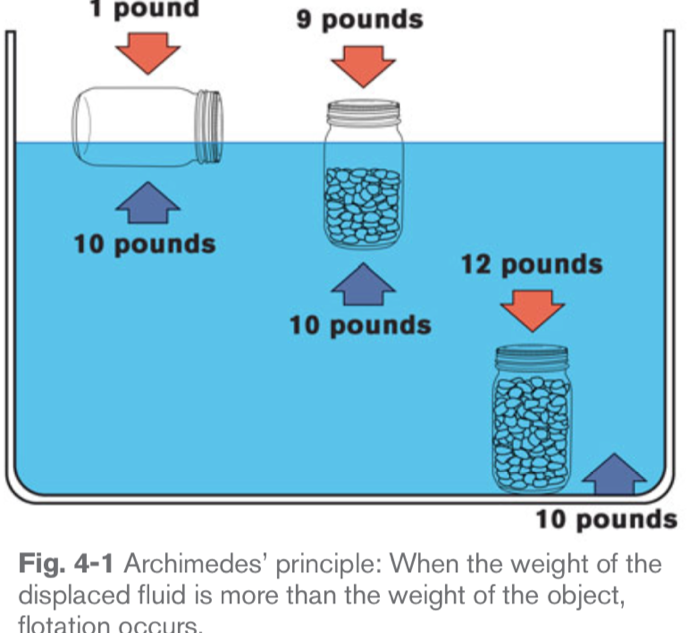 1 pound
9 pounds
10 pounds
12 pounds
10 pounds
10 pounds
Fig. 4-1 Archimedes’ principle: When the weight of the
displaced fluid is more than the weight of the object,
flotation occurs.